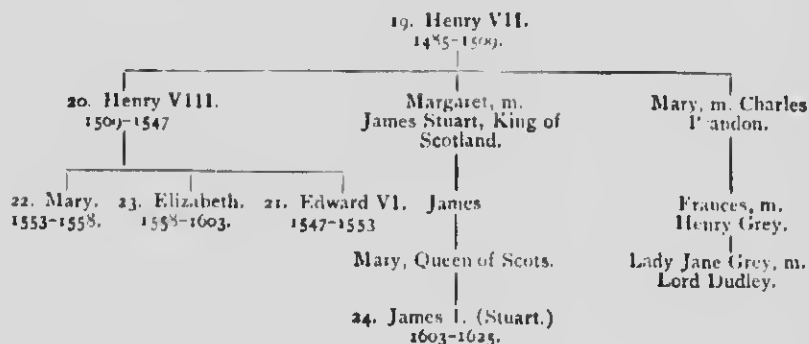 19. Henry VII.
1485-1509.
20. Henry VIII.
1509-1547
Margaret, m.
James Stuart, King of
Scotland.
Mary, m. Charles
Brandon.
22. Mary.
1553-1558.
23. Elizabeth.
1558-1603.
21. Edward VI.
1547-1553
James
Frances, m.
Henry Grey.
Mary, Queen of Scots.
Lady Jane Grey, m.
Lord Dudley.
24. James I. (Stuart.)
1603-1625.